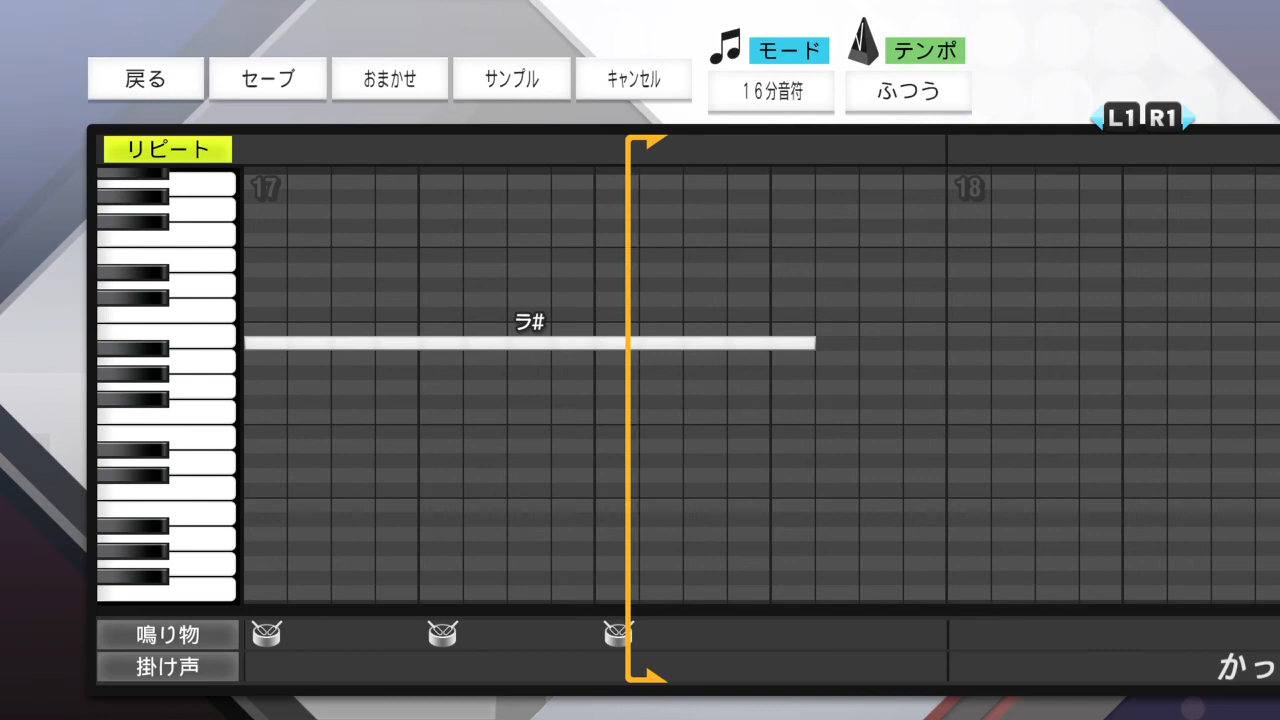 戻る
セーブ
おまかせ
サンプル
キャンセル
モード
16分音符
テンポ
ふつう
L1 R1
リピート
17
18
ラ#
鳴り物
掛け声
かっ